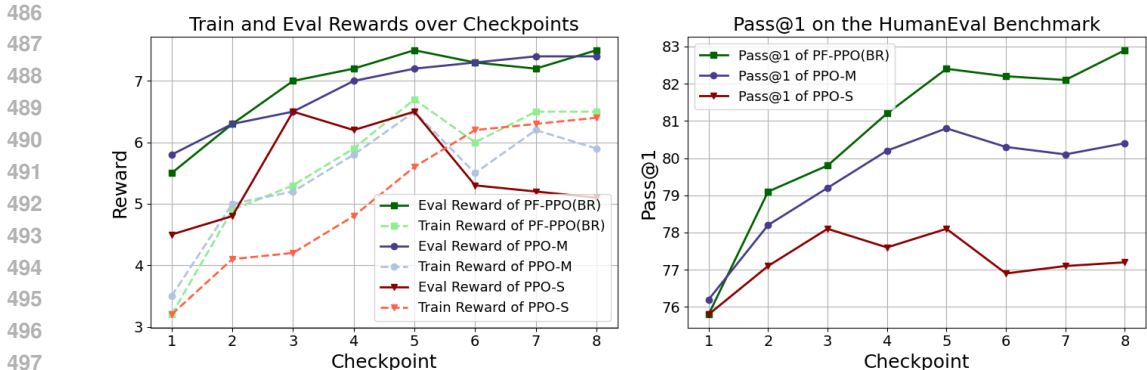 486
487
488
489
490
491
492
493
494
495
496
497
Train and Eval Rewards over Checkpoints
Reward
7
6
5
4
3
Eval Reward of PF-PPO(BR)
Train Reward of PF-PPO(BR)
Eval Reward of PPO-M
Train Reward of PPO-M
Eval Reward of PPO-S
Train Reward of PPO-S
1 2 3 4 5 6 7 8
Checkpoint
Pass@1 on the HumanEval Benchmark
Pass@1
83
82
81
80
79
78
77
76
Pass@1 of PF-PPO(BR)
Pass@1 of PPO-M
Pass@1 of PPO-S
1 2 3 4 5 6 7 8
Checkpoint